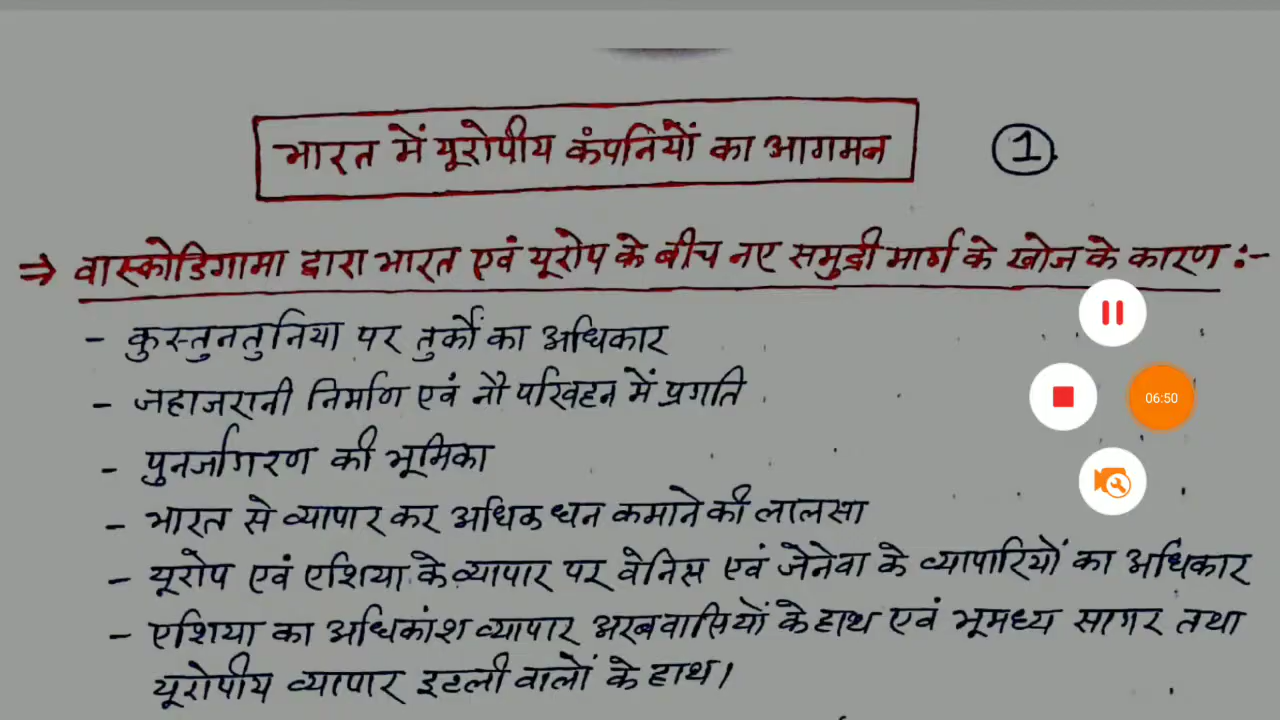 भारत में यूरोपीय कंपनियों का आगमन
1
⇒ वास्कोडिगामा द्वारा भारत एवं यूरोप के बीच नए समुद्री मार्ग के खोज के कारण :-
- कुस्तुनतुनिया पर तुर्कों का अधिकार
- जहाजरानी निर्माण एवं नौ परिवहन में प्रगति
- पुनर्जागरण की भूमिका
- भारत से व्यापार कर अधिक धन कमाने की लालसा
- यूरोप एवं एशिया के व्यापार पर वेनिस एवं जेनेवा के व्यापारियों का अधिकार
- एशिया का अधिकांश व्यापार अरबवासियों के हाथ एवं भूमध्य सागर तथा
यूरोपीय व्यापार इटली वालों के हाथ।
06:50